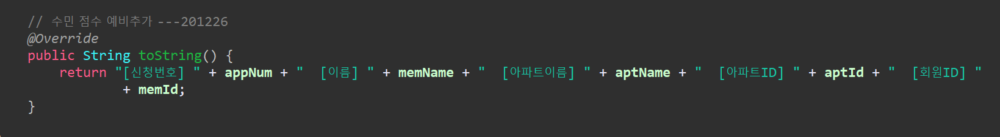 // 수민 점수 예비추가 ---201226
@Override
public String toString() {
return "[신청번호] " + appNum + "  [이름] " + memName + "  [아파트이름] " + aptName + "  [아파트ID] " + aptId + "  [회원ID] "
+ memId;
}